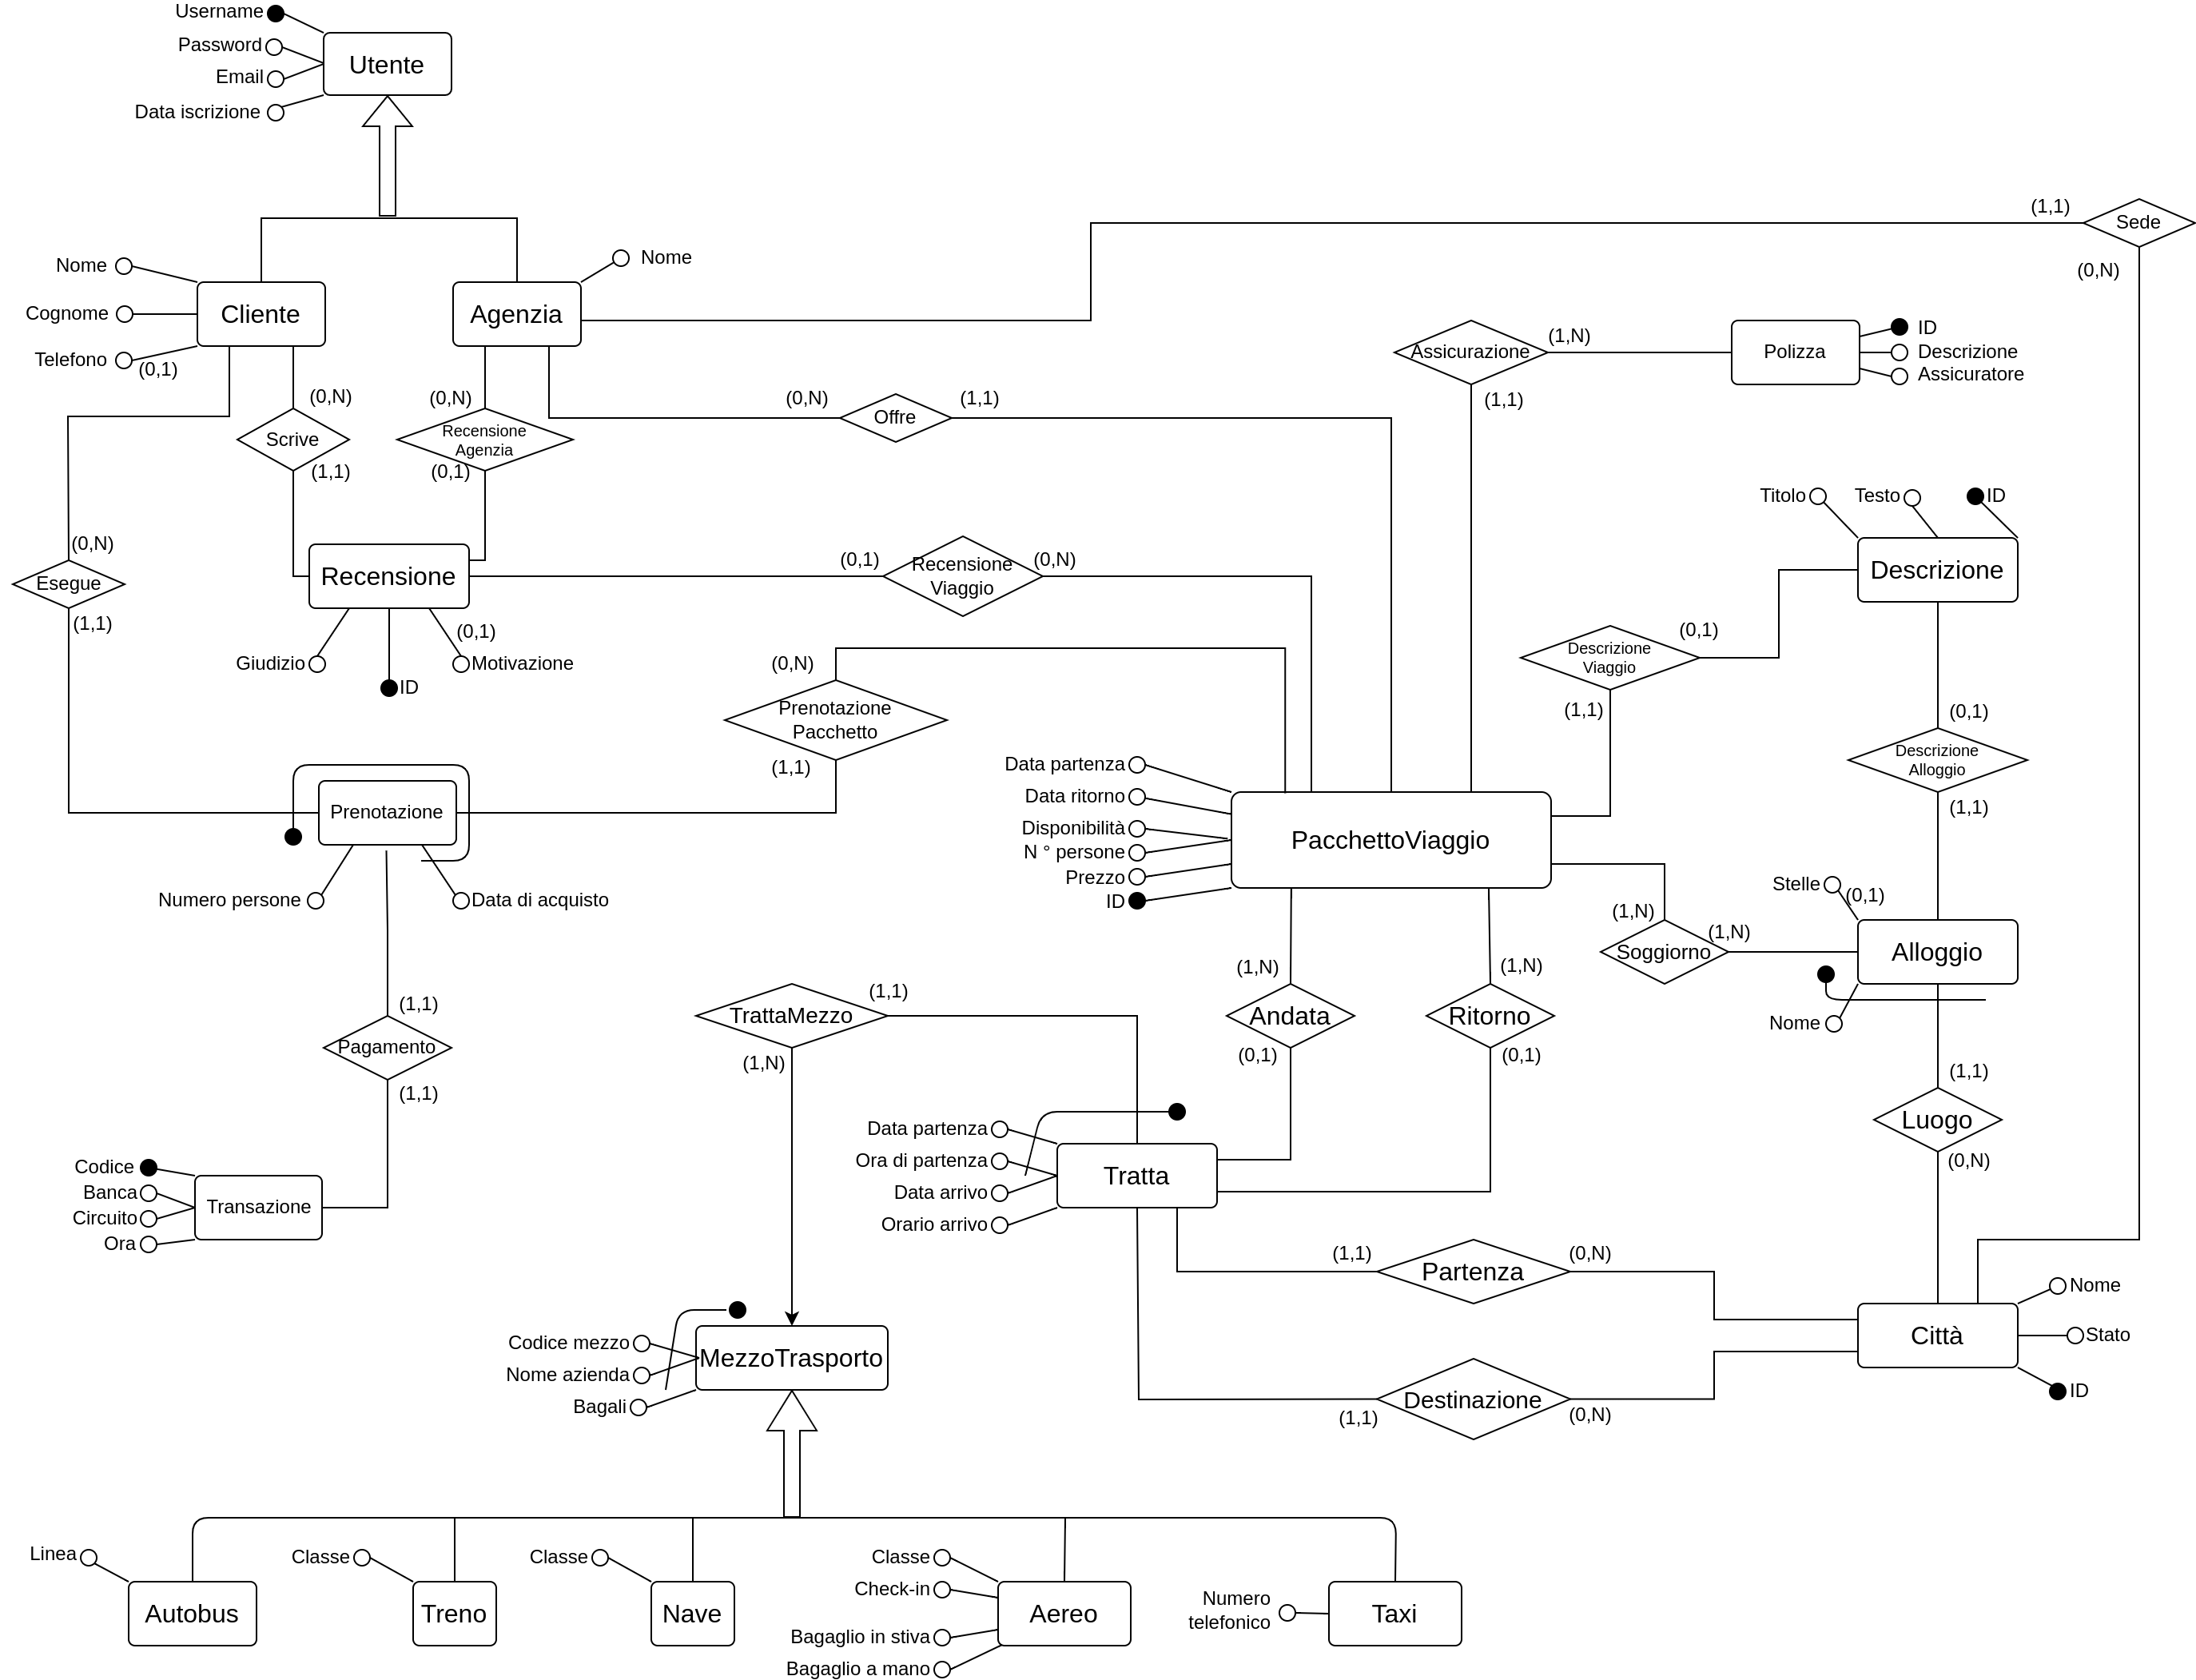 Username
Password
Email
Data iscrizione
Utente
Sede
(1,1)
(0,N)
Nome
Cognome
Telefono
(0,1)
Cliente
Agenzia
Nome
Assicurazione
(1,N)
(1,1)
Polizza
ID
Descrizione
Assicuratore
(0,N)
Scrive
(1,1)
(0,N)
Recensione
Agenzia
(0,1)
(0,N)
Offre
(1,1)
Titolo
Testo
ID
Descrizione
(0,N)
Esegue
(1,1)
Recensione
(0,1)
Giudizio
ID
Motivazione
(0,1)
Recensione
Viaggio
(0,N)
(0,N)
Prenotazione
Pacchetto
(1,1)
(0,1)
Descrizione
Viaggio
(1,1)
(0,1)
Descrizione
Alloggio
(1,1)
Data partenza
Data ritorno
Disponibilità
N ° persone
Prezzo
ID
PacchettoViaggio
Prenotazione
Numero persone
Data di acquisto
Stelle
(0,1)
Alloggio
Nome
(1,N)
Soggiorno
(1,N)
(1,N)
Andata
(0,1)
(1,N)
Ritorno
(0,1)
TrattaMezzo
(1,1)
(1,N)
(1,1)
Pagamento
(1,1)
(1,1)
Luogo
(0,N)
Data partenza
Ora di partenza
Data arrivo
Orario arrivo
Tratta
Codice
Banca
Circuito
Ora
Transazione
(1,1)
Partenza
(0,N)
(1,1)
Destinazione
(0,N)
Città
Nome
Stato
ID
Codice mezzo
Nome azienda
Bagali
MezzoTrasporto
Linea
Autobus
Classe
Treno
Classe
Nave
Classe
Check-in
Bagaglio in stiva
Bagaglio a mano
Aereo
Numero
telefonico
Taxi